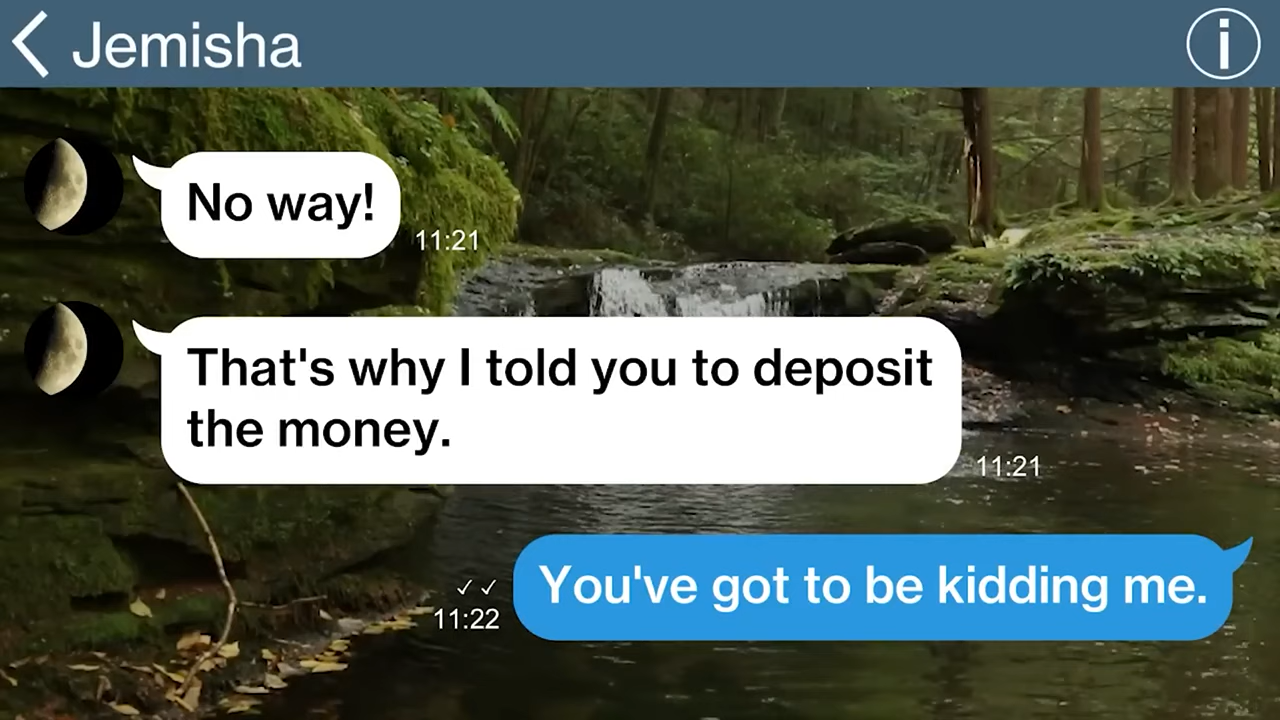 Jemisha
No way!
11:21
That's why I told you to deposit
the money.
11:21
You've got to be kidding me.
11:22